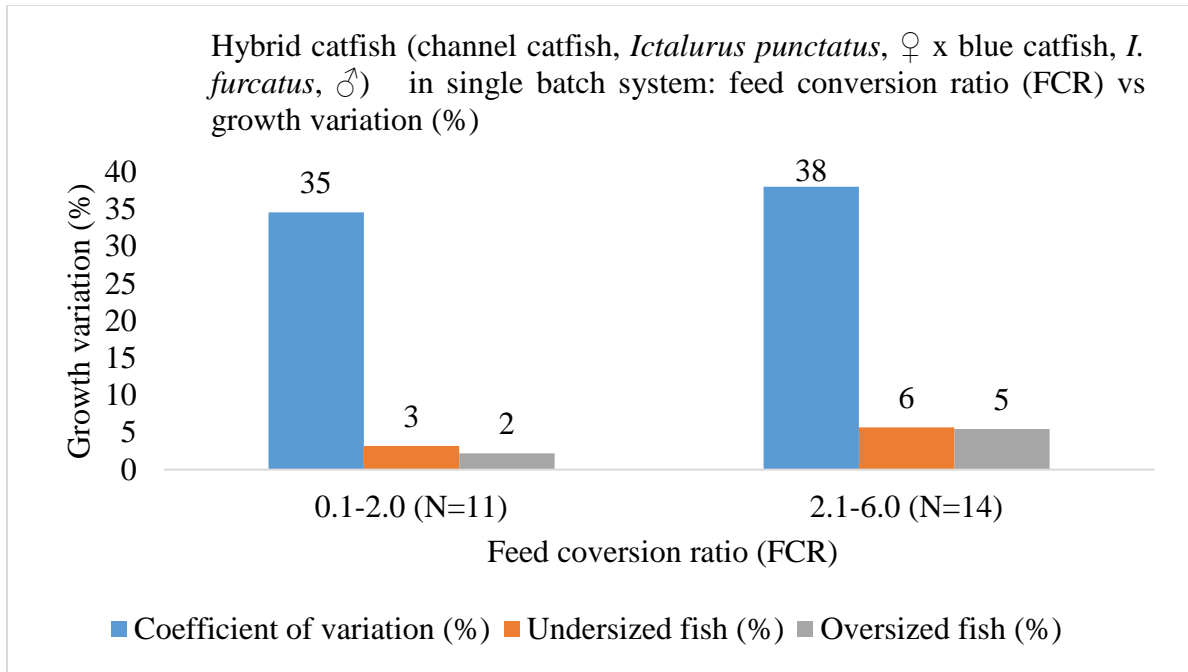 Hybrid catfish (channel catfish, Ictalurus punctatus, ♀ x blue catfish, I.
furcatus, ♂) in single batch system: feed conversion ratio (FCR) vs
growth variation (%)
Growth variation (%)
40
35
30
25
20
15
10
5
0
35
3
2
38
6
5
0.1-2.0 (N=11)
2.1-6.0 (N=14)
Feed coversion ratio (FCR)
Coefficient of variation (%)
Undersized fish (%)
Oversized fish (%)